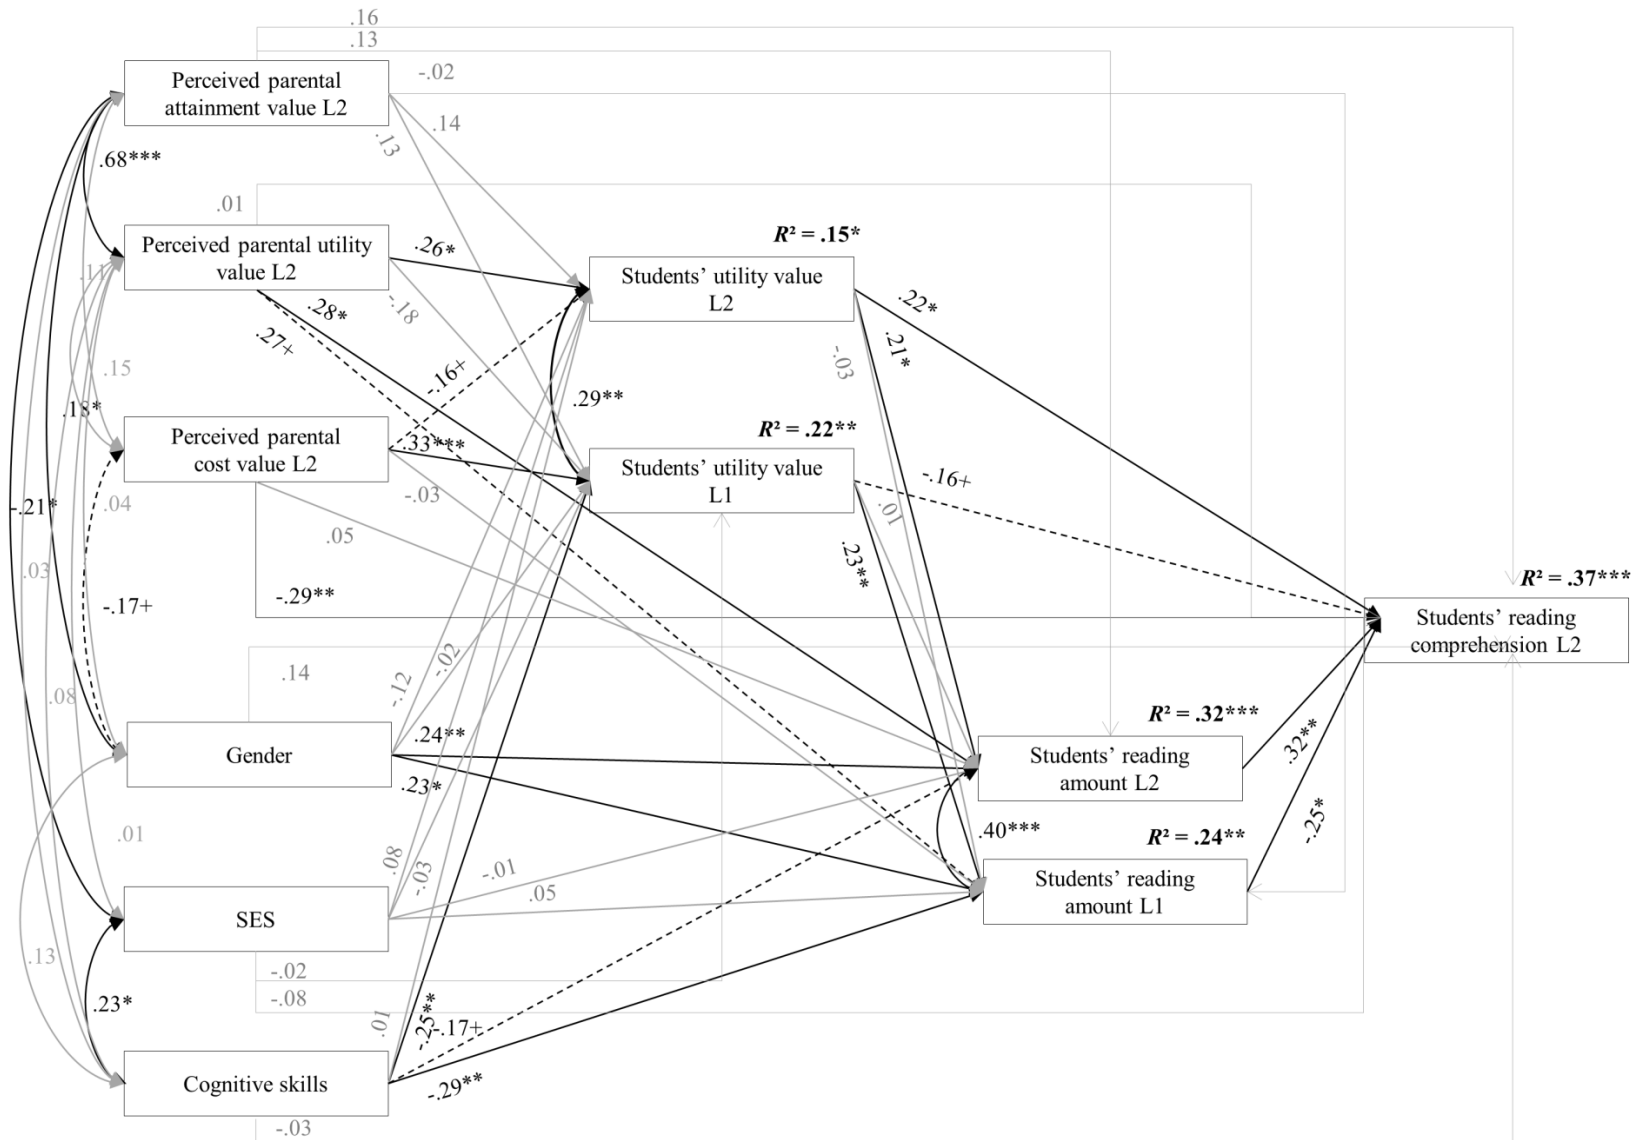 .16
.13
-.02
Perceived parental
attainment value L2
.14
.13
.68***
.01
Perceived parental utility
value L2
.11
.26*
-.18
.28*
.27+
R² = .15*
Students’ utility value
L2
.22*
.21*
-.03
.15
.18*
-.16+
.29**
Perceived parental
cost value L2
.33***
-.03
R² = .22**
Students’ utility value
L1
-.16+
.01
.23**
-.21*
.04
.05
.03
-.17+
-.29**
R² = .37***
Students’ reading
comprehension L2
.14
-.12
-.02
.08
Gender
.24**
.23*
R² = .32***
Students’ reading
amount L2
.32**
.01
.40***
R² = .24**
-.25*
.08
-.03
-.01
.05
Students’ reading
amount L1
SES
.13
-.02
-.08
.23*
.01
-.25**
-.17+
Cognitive skills
-.29**
-.03